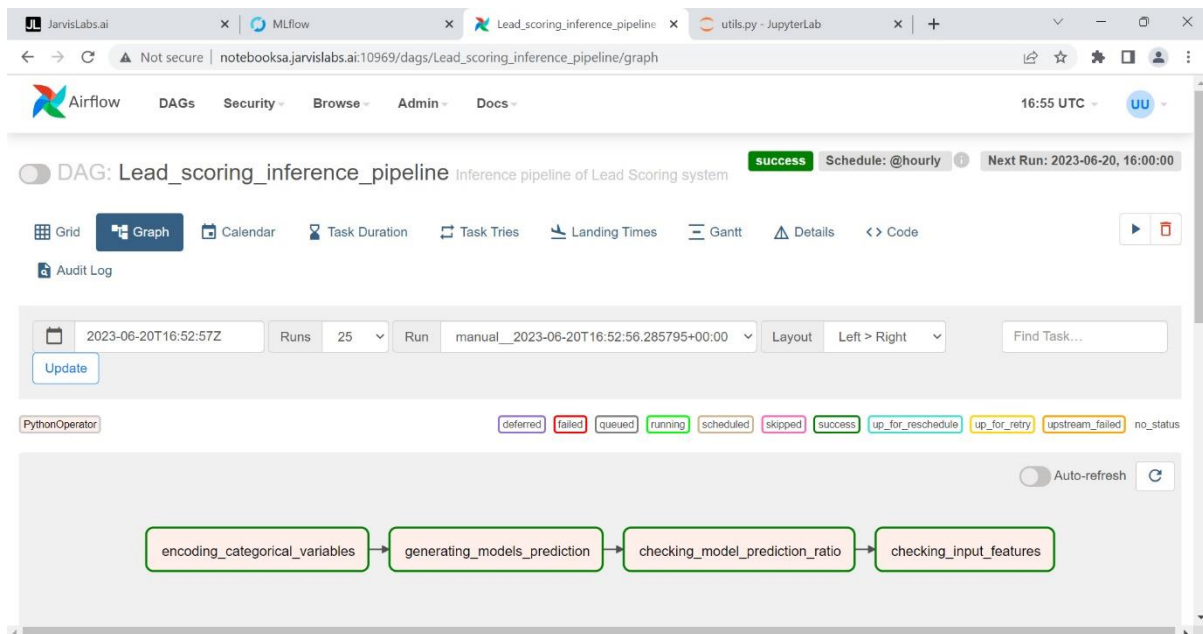 JL JarvisLabs.ai MLflow Lead_scoring_inference_pipeline utils.py - JupyterLab
Not secure | notebooksa.jarvislabs.ai:10969/dags/Lead_scoring_inference_pipeline/graph
Airflow DAGs Security Browse Admin Docs 16:55 UTC UU
success Schedule: @hourly Next Run: 2023-06-20, 16:00:00
DAG: Lead_scoring_inference_pipeline Inference pipeline of Lead Scoring system
Grid Graph Calendar Task Duration Task Tries Landing Times Gantt Details <> Code
Audit Log
2023-06-20T16:52:57Z Runs 25 Run manual__2023-06-20T16:52:56.285795+00:00 Layout Left > Right Find Task...
Update
PythonOperator deferred failed queued running scheduled skipped success up_for_reschedule up_for_retry upstream_failed no_status
Auto-refresh
encoding_categorical_variables generating_models_prediction checking_model_prediction_ratio checking_input_features